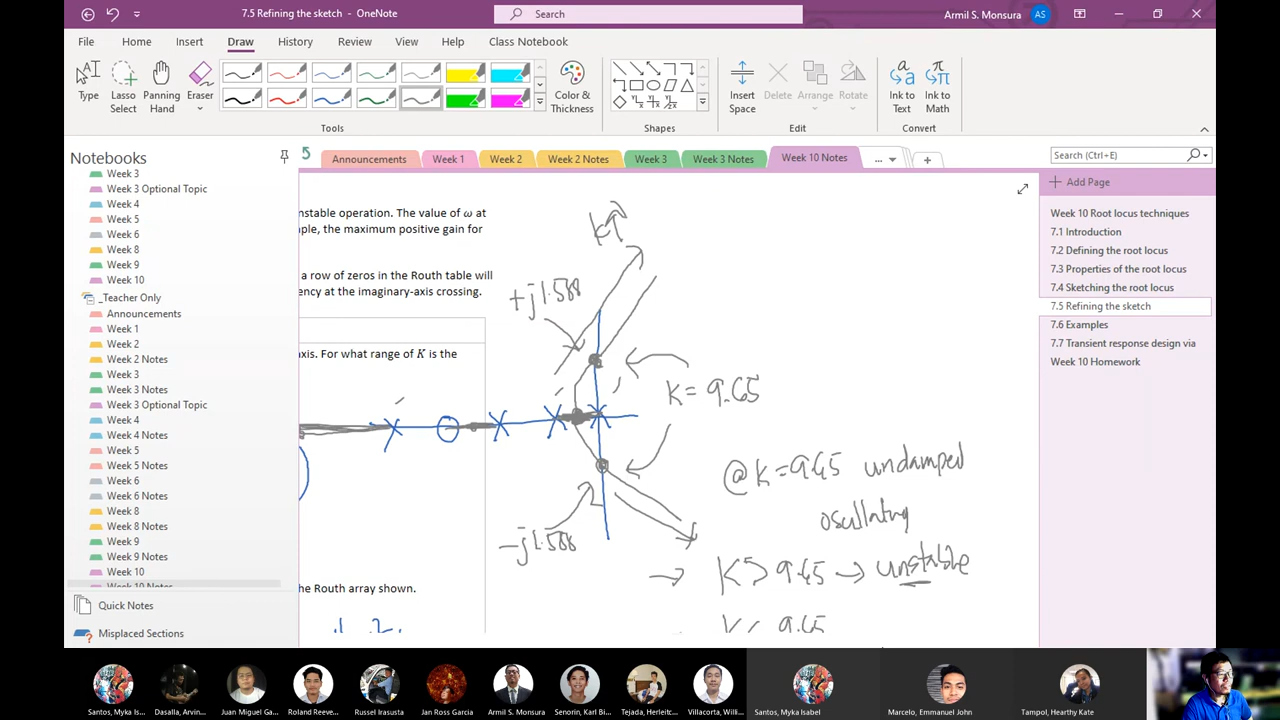 7.5 Refining the sketch - OneNote
Search
Armil S. Monsura
AS
File
Home
Insert
Draw
History
Review
View
Help
Class Notebook
Type
Lasso Select
Panning Hand
Eraser
Color & Thickness
Insert Space
Delete
Arrange
Rotate
Ink to Text
Ink to Math
Tools
Shapes
Edit
Convert
Notebooks
Announcements
Week 1
Week 2
Week 2 Notes
Week 3
Week 3 Notes
Week 10 Notes
...
Search (Ctrl+E)
Week 3
Week 3 Optional Topic
Week 4
Week 5
Week 6
Week 8
Week 9
Week 10
_Teacher Only
Announcements
Week 1
Week 2
Week 2 Notes
Week 3
Week 3 Notes
Week 3 Optional Topic
Week 4
Week 4 Notes
Week 5
Week 5 Notes
Week 6
Week 6 Notes
Week 8
Week 8 Notes
Week 9
Week 9 Notes
Week 10
Week 10 Notes
Quick Notes
Misplaced Sections
nstable operation. The value of ω at
ple, the maximum positive gain for
a row of zeros in the Routh table will
ency at the imaginary-axis crossing.
xis. For what range of K is the
he Routh array shown.
K↑
+j1.588
K = 9.65
-j1.588
@ K = 9.65 undamped
oscillating
→ K > 9.65 → unstable
K < 9.65
Add Page
Week 10 Root locus techniques
7.1 Introduction
7.2 Defining the root locus
7.3 Properties of the root locus
7.4 Sketching the root locus
7.5 Refining the sketch
7.6 Examples
7.7 Transient response design via
Week 10 Homework
Santos, Myka Is...
Dasalla, Arvin...
Juan Miguel Ga...
Roland Reeve...
Russel Irasusta
Jan Ross Garcia
Armil S. Monsura
Senorin, Karl Bi...
Tejada, Herleitc...
Villacorta, Willi...
Santos, Myka Isabel
Marcelo, Emmanuel John
Tampol, Hearthy Kate